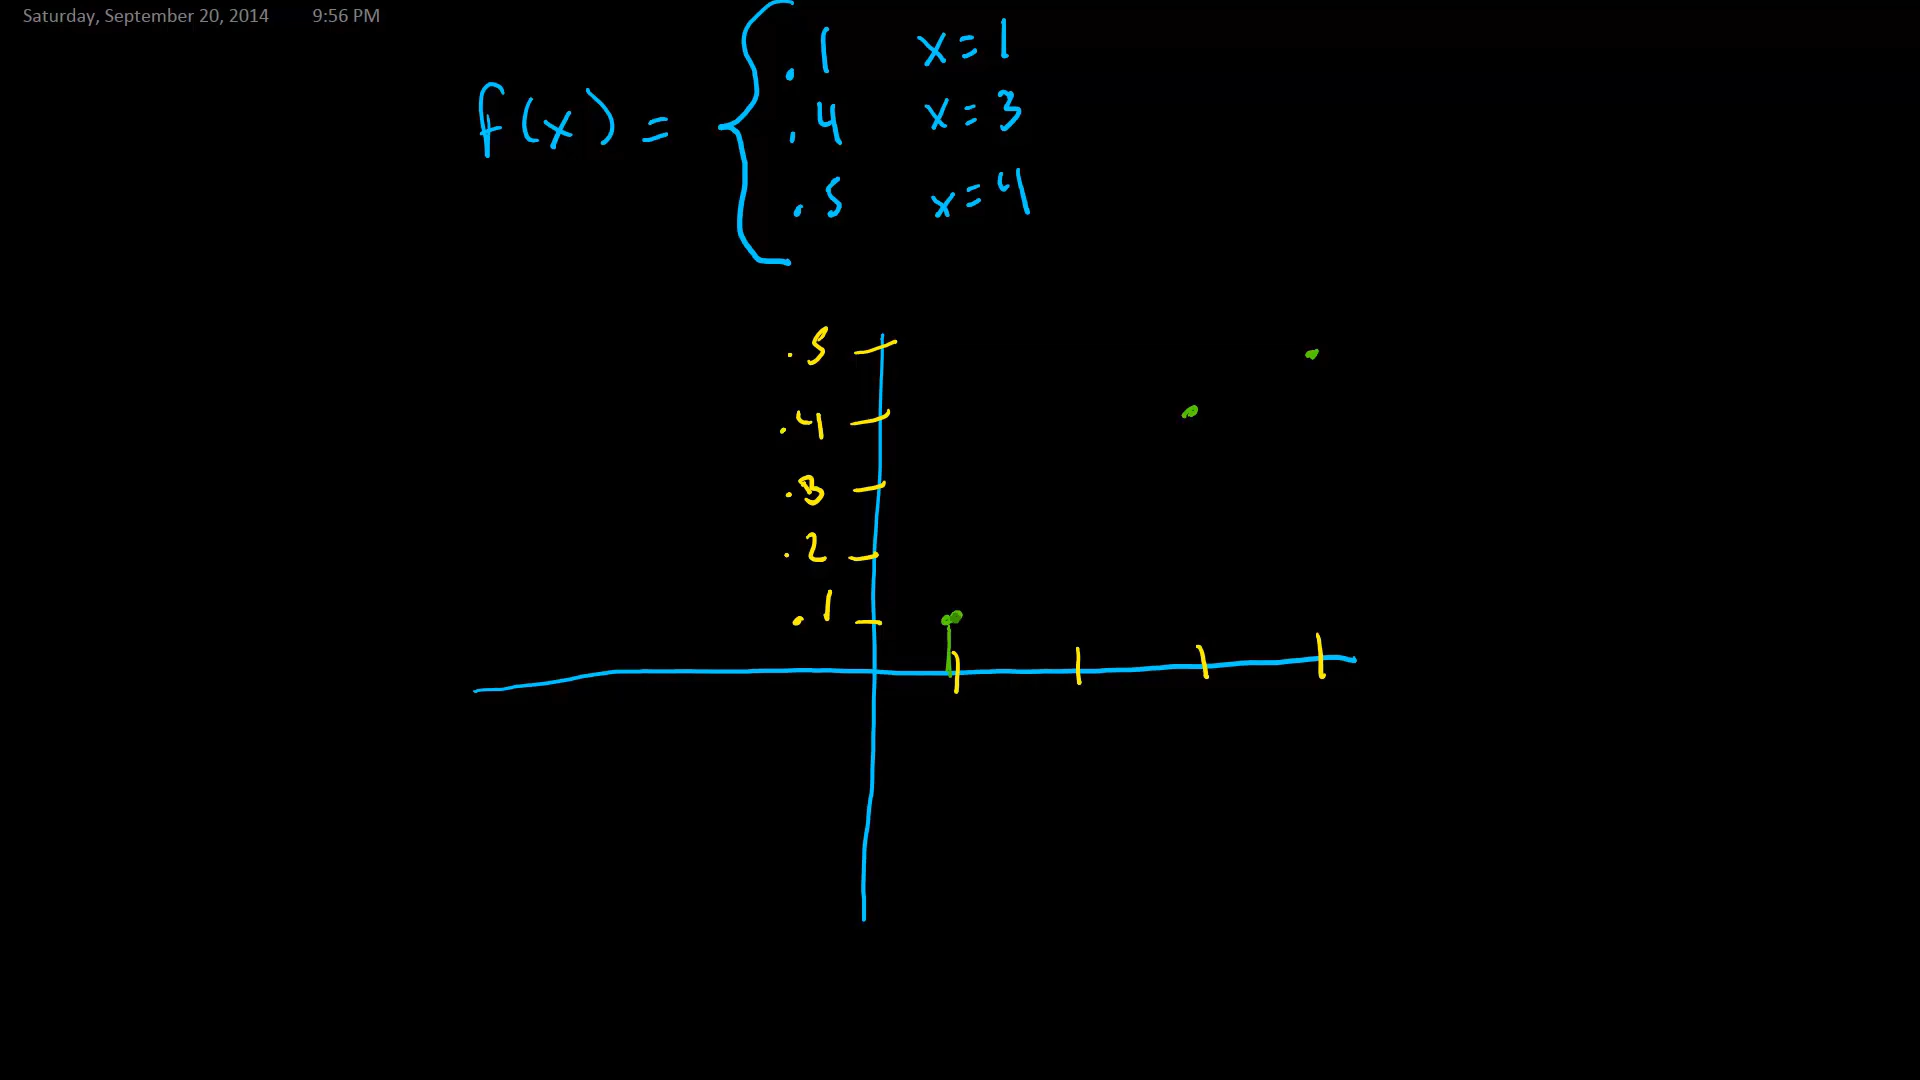 Saturday, September 20, 2014 9:56 PM
f(x) = { .1 x=1
.4 x=3
.5 x=4
.5
.4
.3
.2
.1